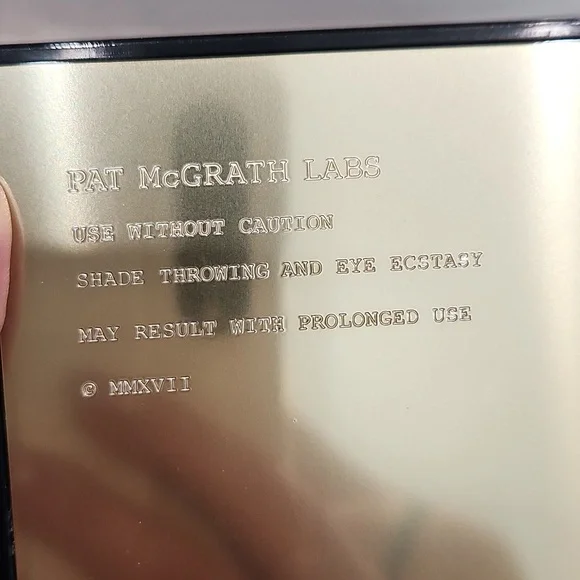 PAT McGRATH LABS
USE WITHOUT CAUTION
SHADE THROWING AND EYE ECSTASY
MAY RESULT WITH PROLONGED USE
© MMXVII